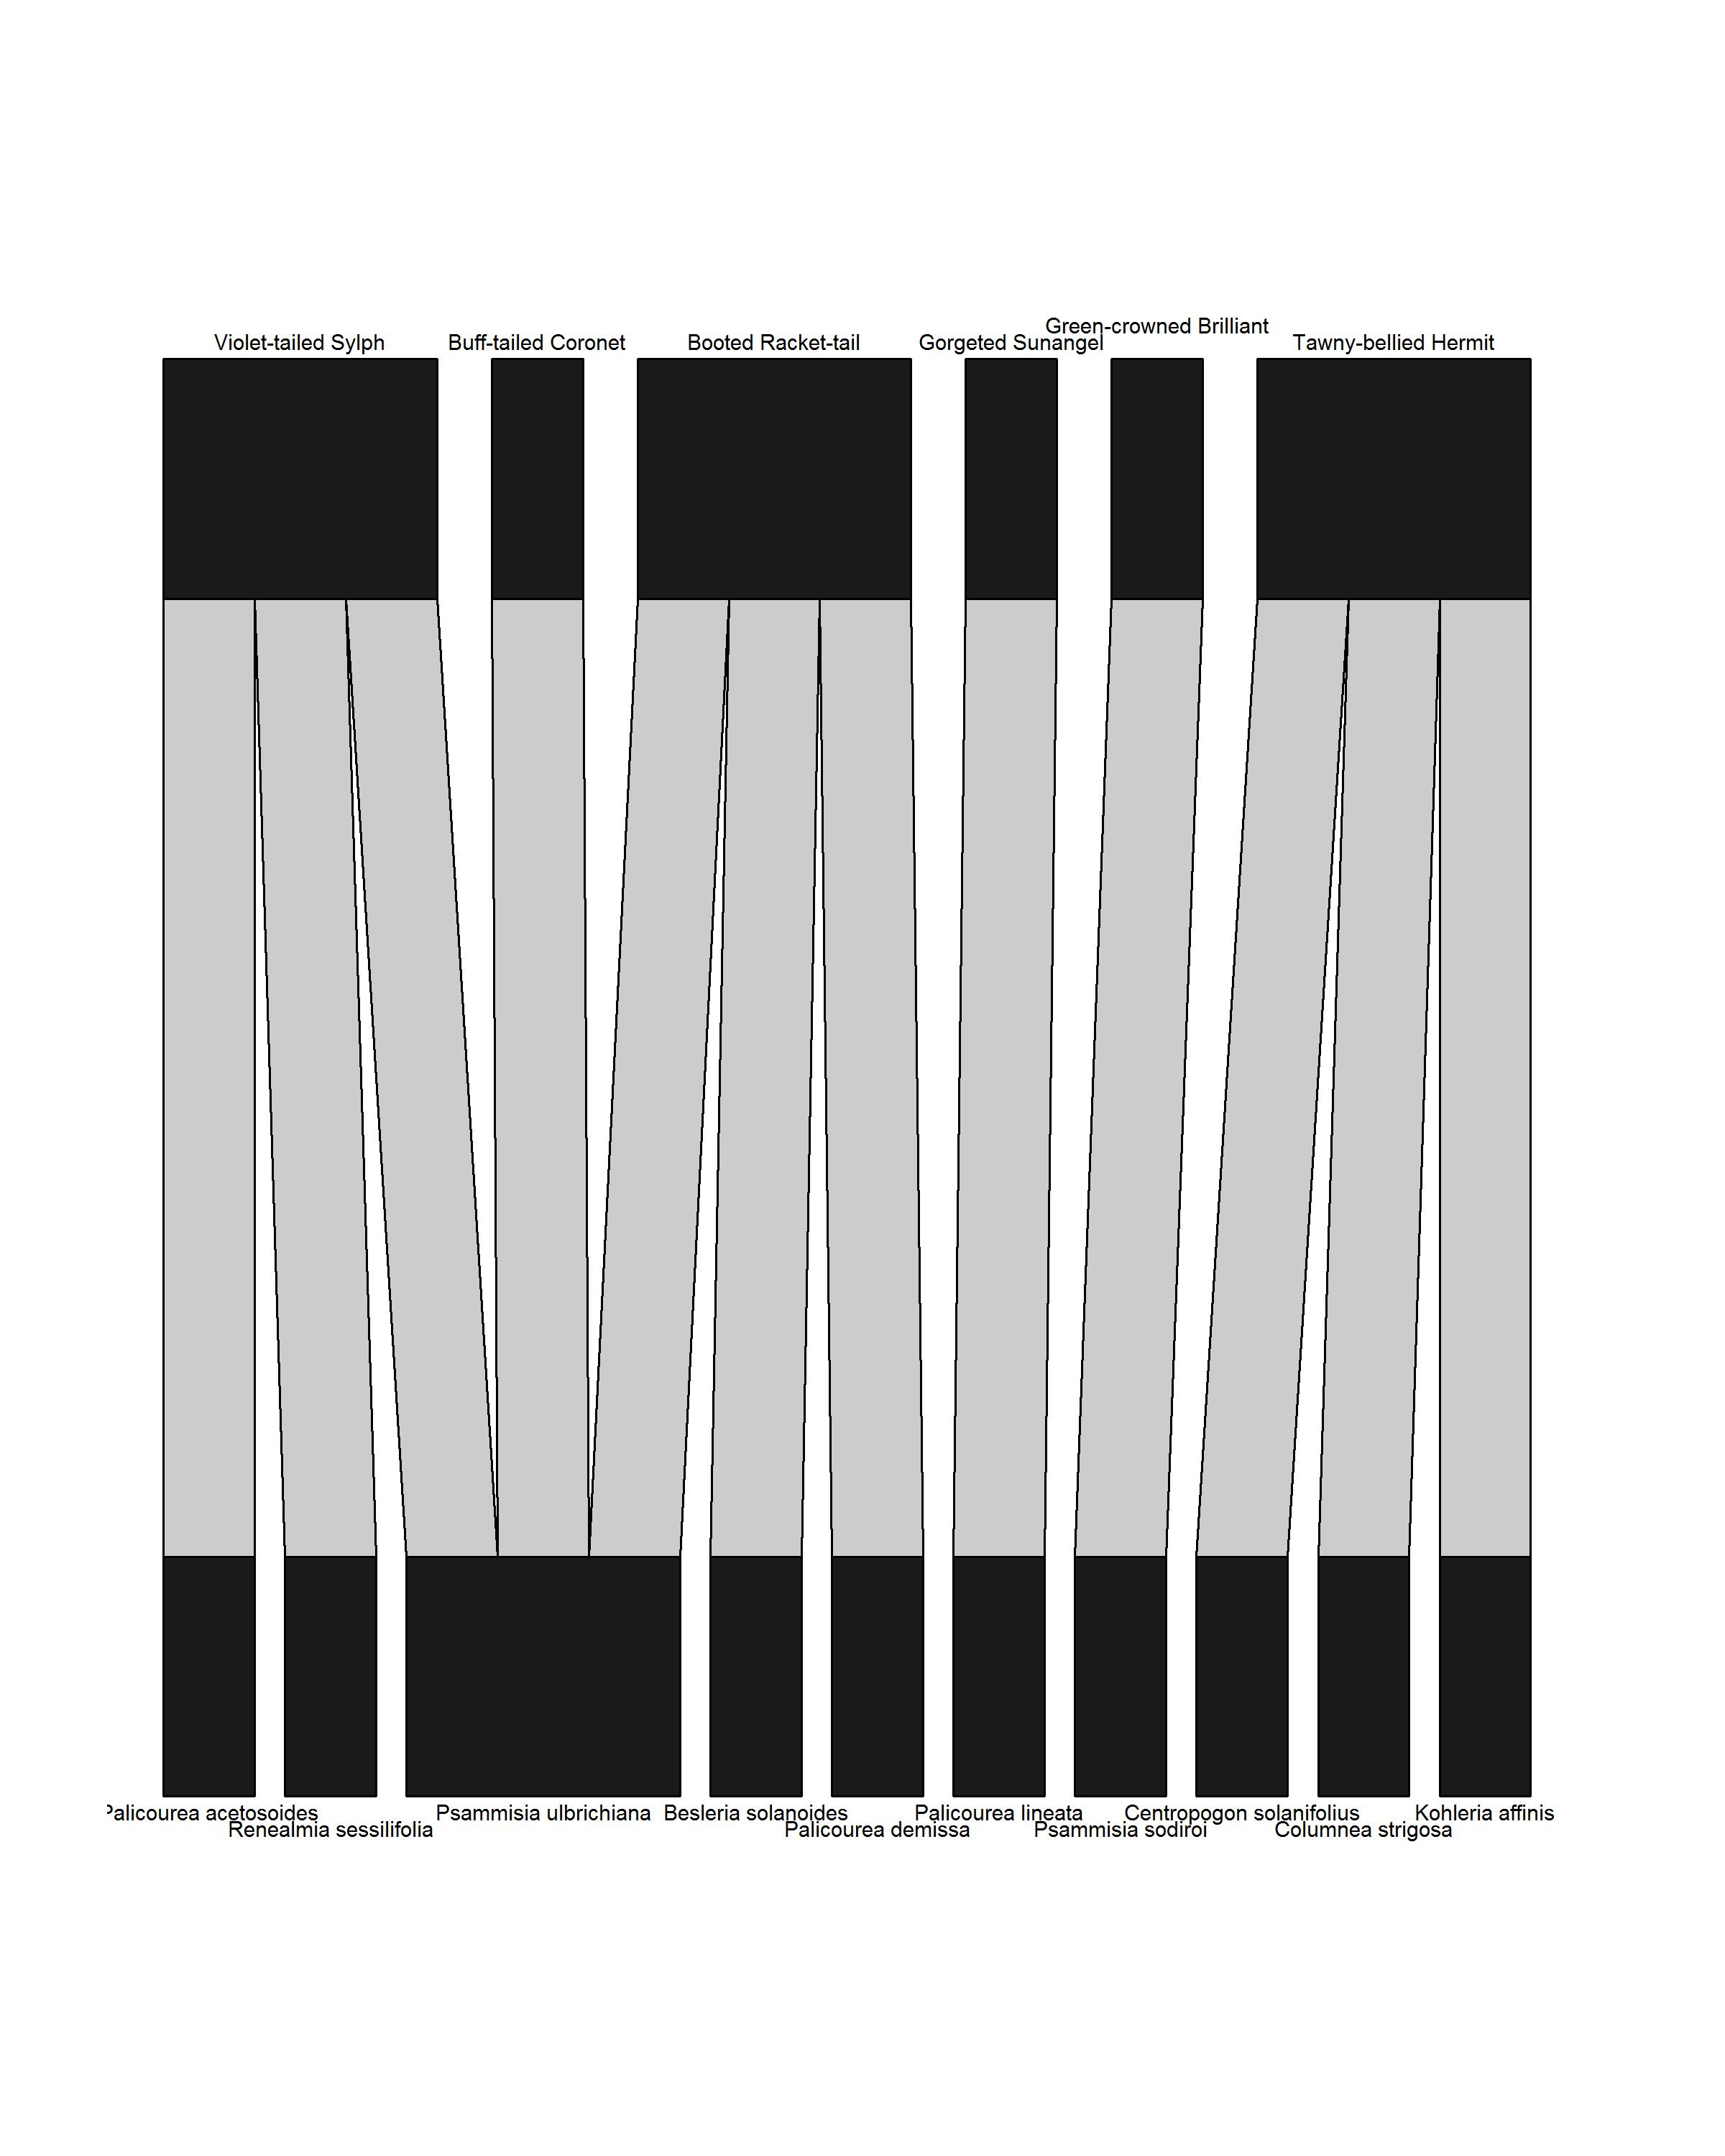 Green-crowned Brilliant
Violet-tailed Sylph
Buff-tailed Coronet
Booted Racket-tail
Gorgeted Sunangel
Tawny-bellied Hermit
Palicourea acetosoides
Psammisia ulbrichiana
Besleria solanoides
Palicourea lineata
Centropogon solanifolius
Kohleria affinis
Renealmia sessilifolia
Palicourea demissa
Psammisia sodiroi
Columnea strigosa